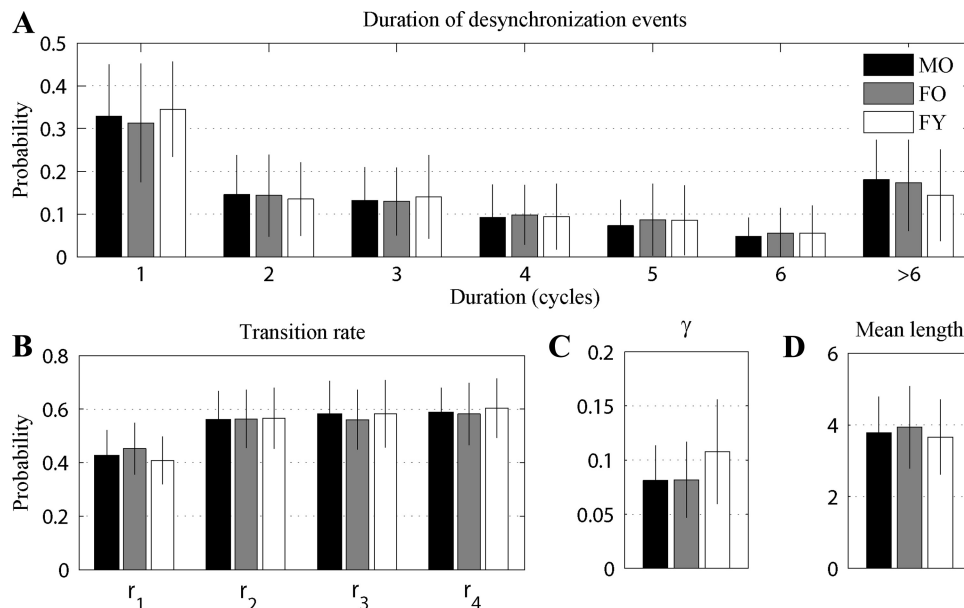 A
Duration of desynchronization events
Probability
0.5
0.4
0.3
0.2
0.1
0
MO
FO
FY
1 2 3 4 5 6 >6
Duration (cycles)
B
Transition rate
Probability
0.8
0.6
0.4
0.2
0
r₁ r₂ r₃ r₄
C
γ
0.2
0.15
0.1
0.05
0
D
Mean length
6
4
2
0